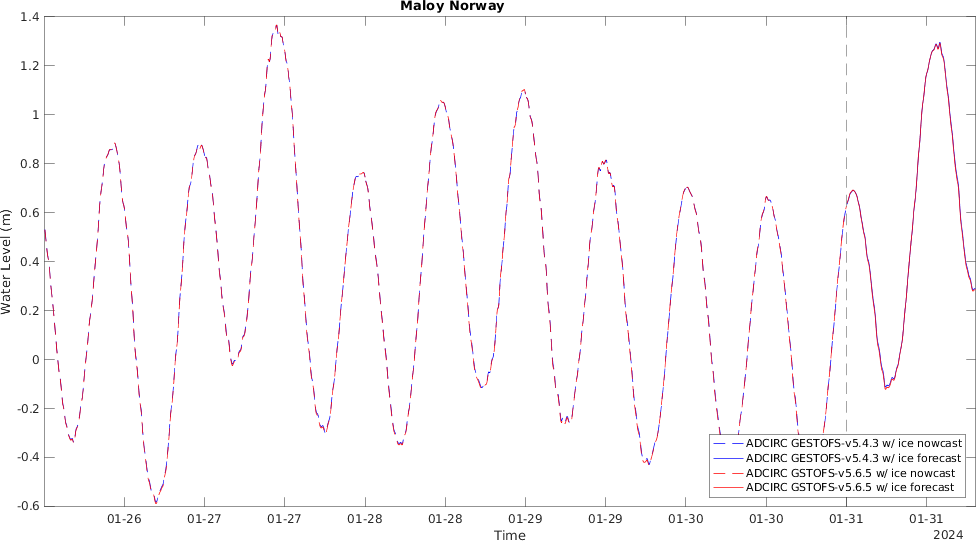 Maloy Norway
1.4
1.2
1
0.8
0.6
0.4
0.2
0
-0.2
-0.4
-0.6
Water Level (m)
ADCIRC GESTOFS-v5.4.3 w/ ice nowcast
ADCIRC GESTOFS-v5.4.3 w/ ice forecast
ADCIRC GSTOFS-v5.6.5 w/ ice nowcast
ADCIRC GSTOFS-v5.6.5 w/ ice forecast
01-26 01-27 01-27 01-28 01-28 01-29 01-29 01-30 01-30 01-31 01-31
Time 2024